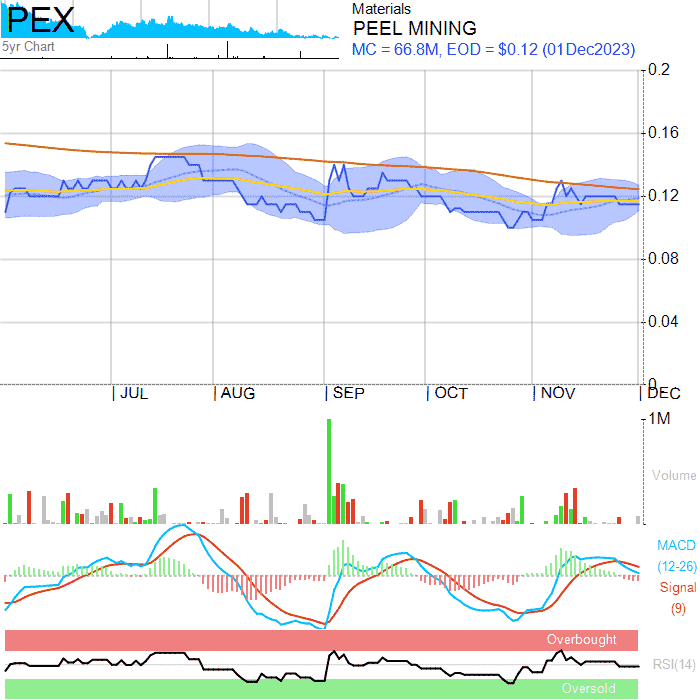 PEX
5yr Chart
Materials
PEEL MINING
MC = 66.8M, EOD = $0.12 (01Dec2023)
0.2
0.16
0.12
0.08
0.04
0
JUL AUG SEP OCT NOV DEC
1M
Volume
MACD
(12-26)
Signal
(9)
Overbought
RSI(14)
Oversold